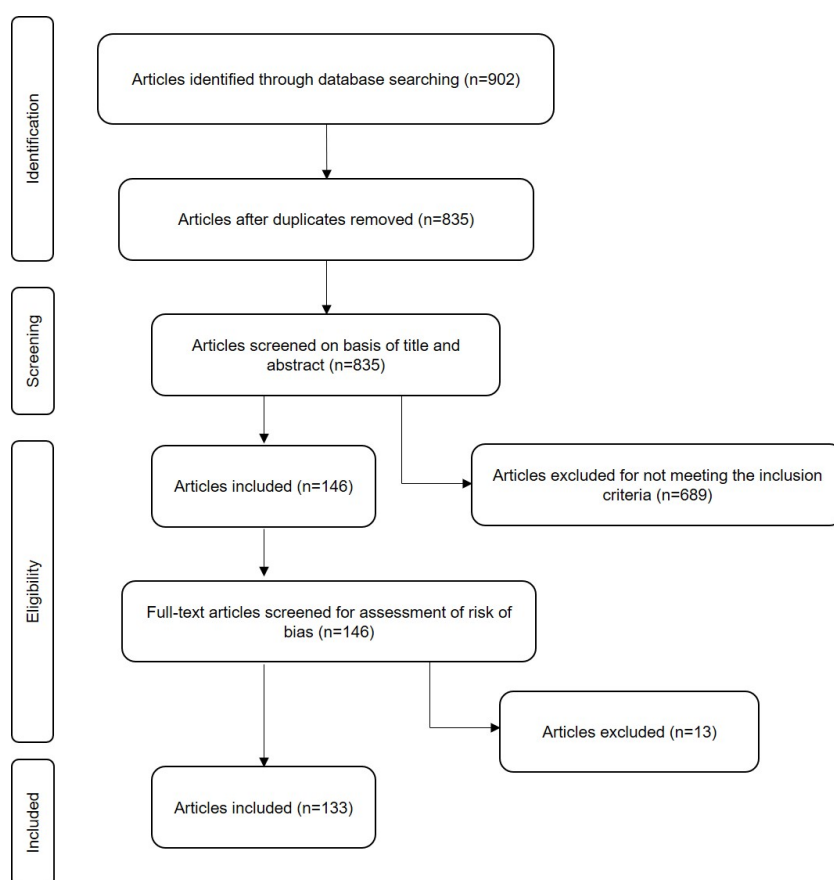 Identification
Articles identified through database searching (n=902)
Articles after duplicates removed (n=835)
Screening
Articles screened on basis of title and
abstract (n=835)
Eligibility
Articles included (n=146)
Articles excluded for not meeting the inclusion
criteria (n=689)
Full-text articles screened for assessment of risk of
bias (n=146)
Articles excluded (n=13)
Included
Articles included (n=133)